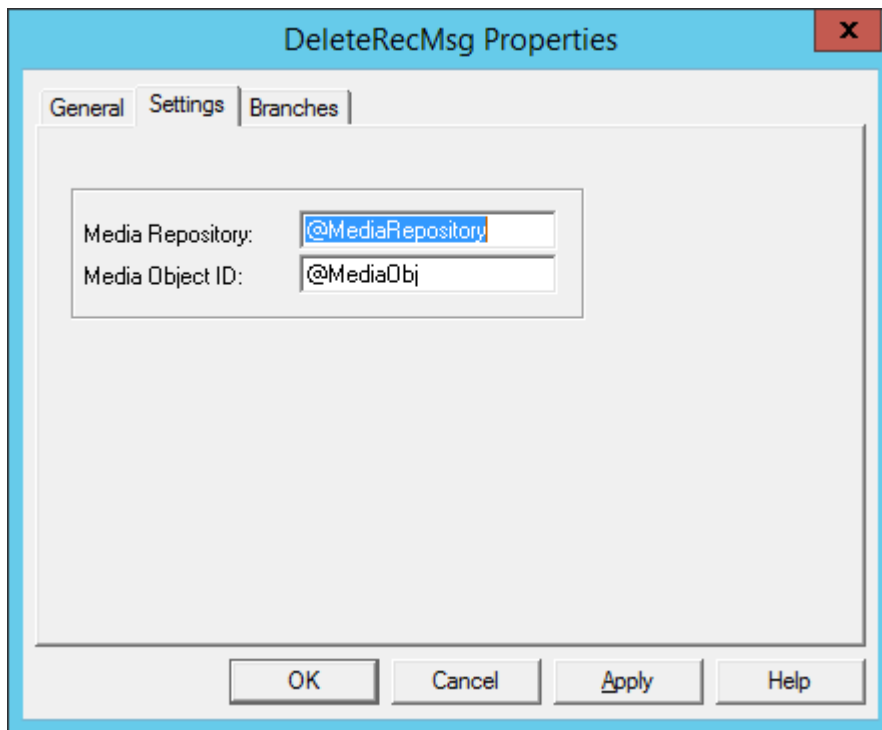 DeleteRecMsg Properties
x
General Settings Branches
Media Repository: @MediaRepository
Media Object ID: @MediaObj
OK Cancel Apply Help